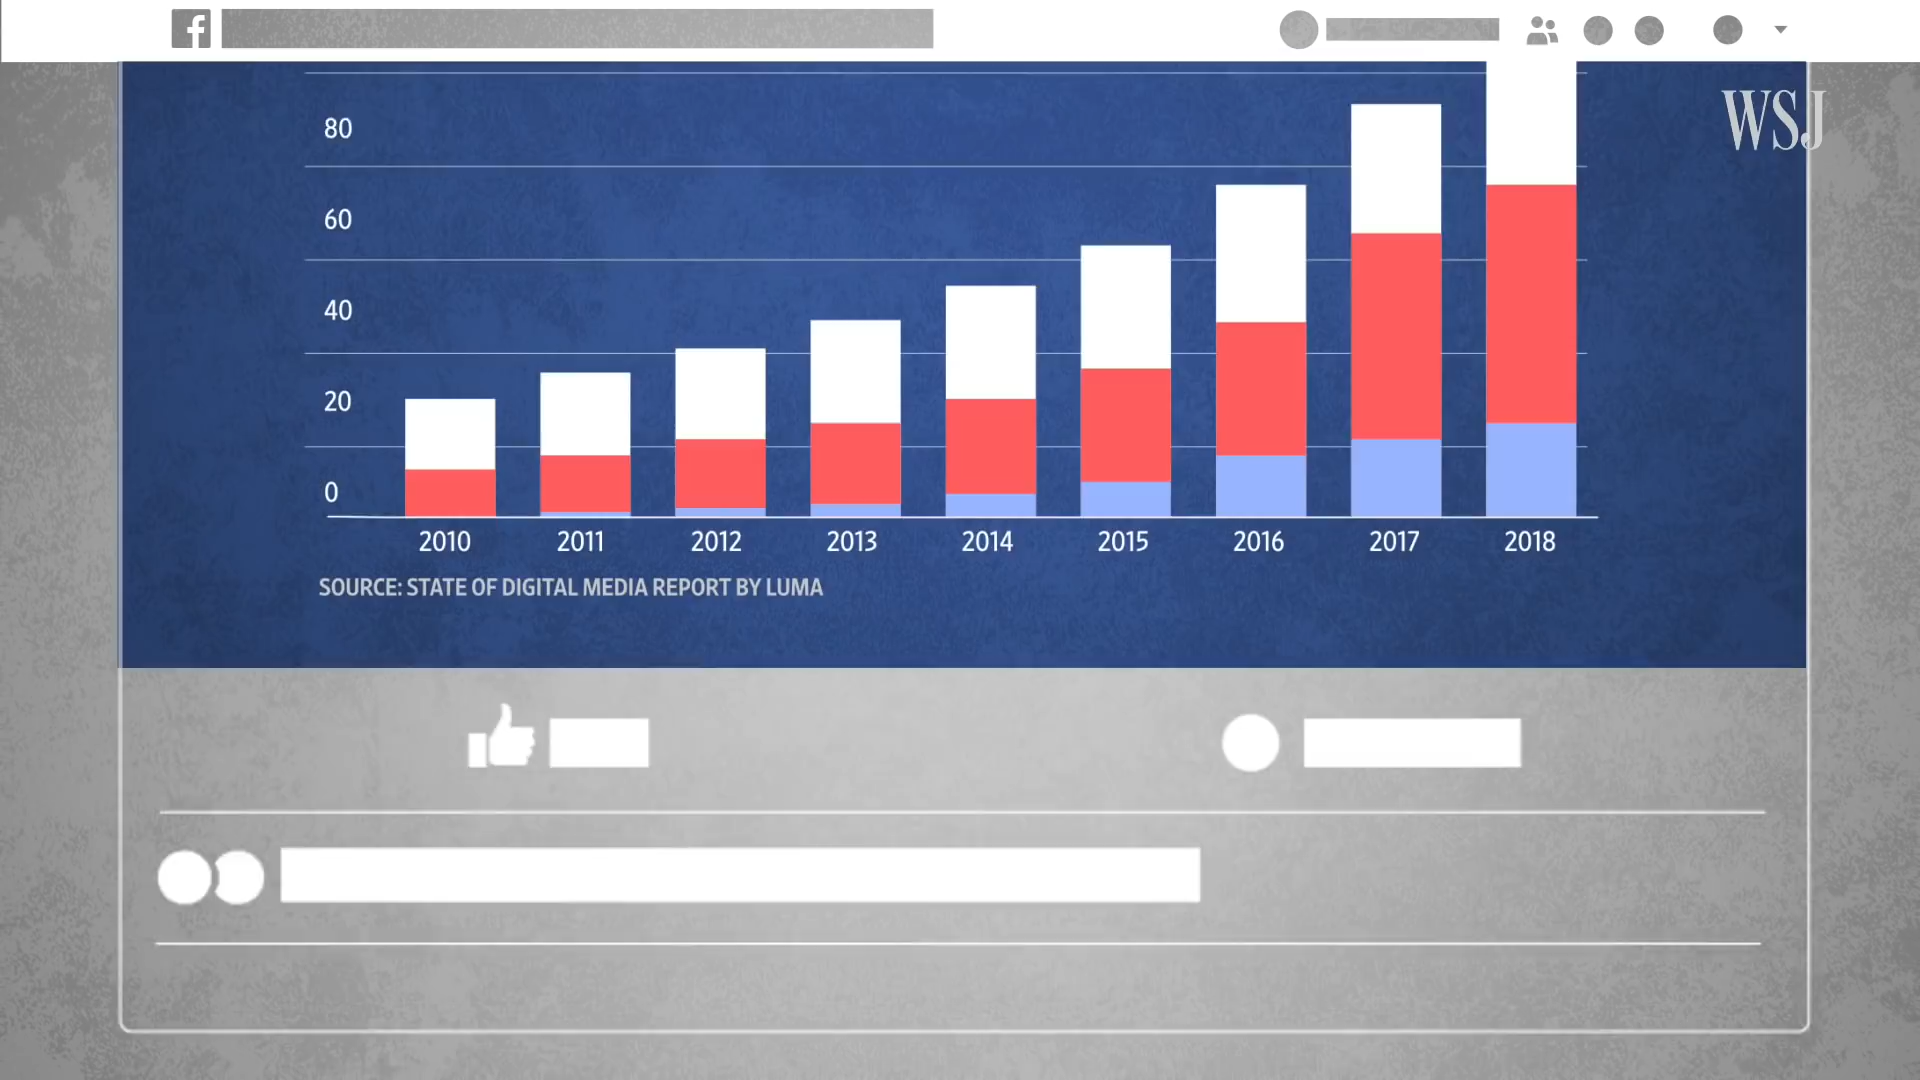 f
WSJ
80
60
40
20
0
2010 2011 2012 2013 2014 2015 2016 2017 2018
SOURCE: STATE OF DIGITAL MEDIA REPORT BY LUMA